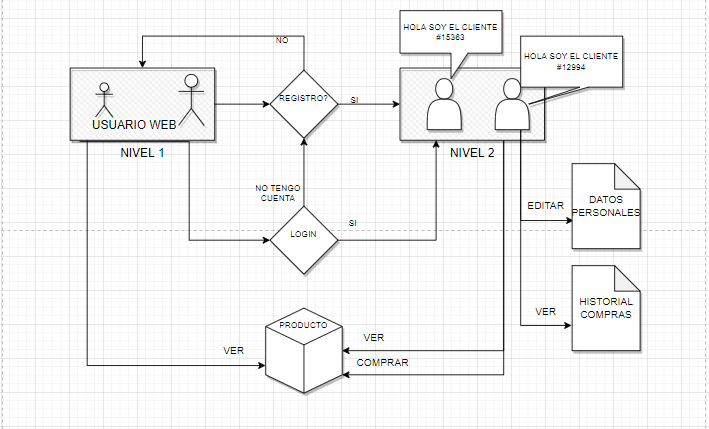 HOLA SOY EL CLIENTE
#15363
NO
HOLA SOY EL CLIENTE
#12994
REGISTRO?
SI
USUARIO WEB
NIVEL 1
NIVEL 2
NO TENGO
CUENTA
EDITAR
DATOS
PERSONALES
LOGIN
SI
HISTORIAL
COMPRAS
VER
PRODUCTO
VER
VER
COMPRAR